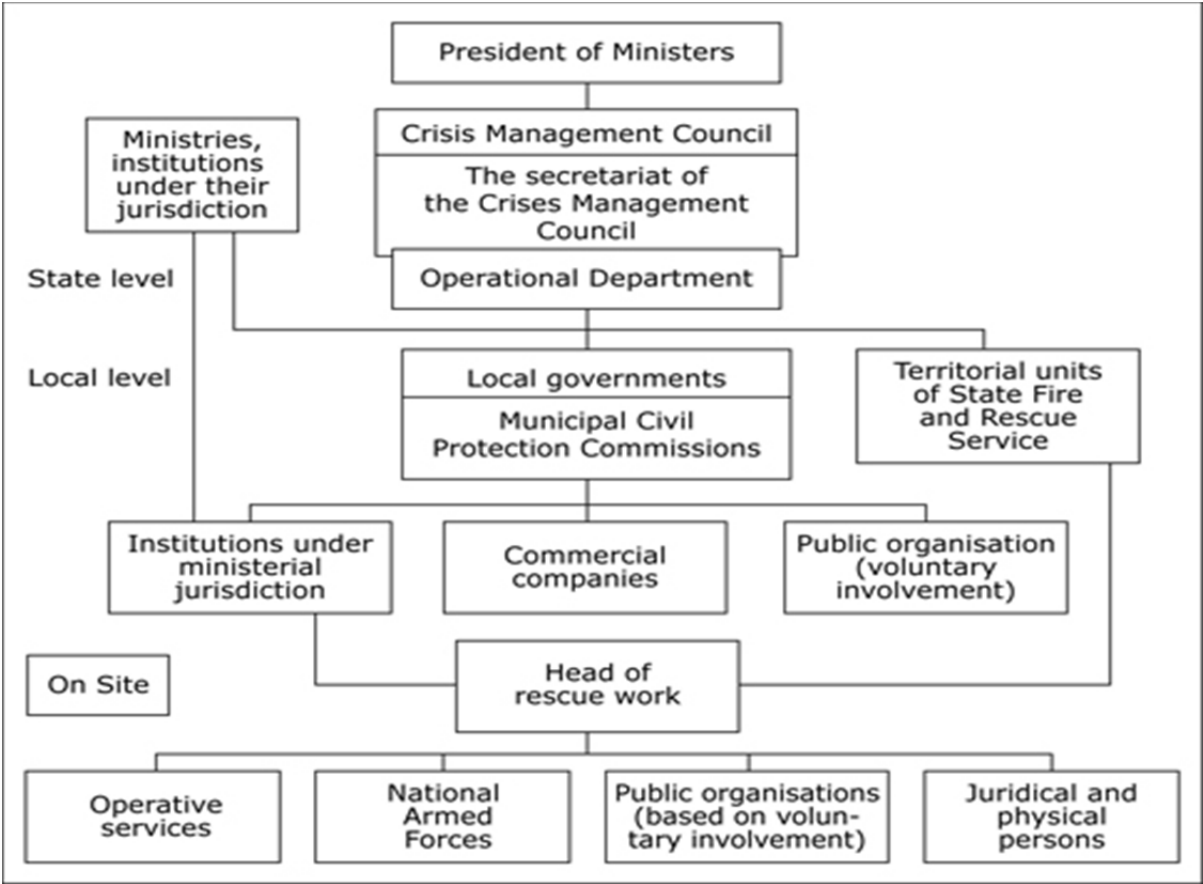 President of Ministers
Crisis Management Council
The secretariat of
the Crises Management
Council
Operational Department
Ministries,
institutions
under their
jurisdiction
State level
Local level
Local governments
Municipal Civil
Protection Commissions
Territorial units
of State Fire
and Rescue
Service
Institutions under
ministerial
jurisdiction
Commercial
companies
Public organisation
(voluntary
involvement)
On Site
Head of
rescue work
Operative
services
National
Armed
Forces
Public organisations
(based on volun-
tary involvement)
Juridical and
physical
persons